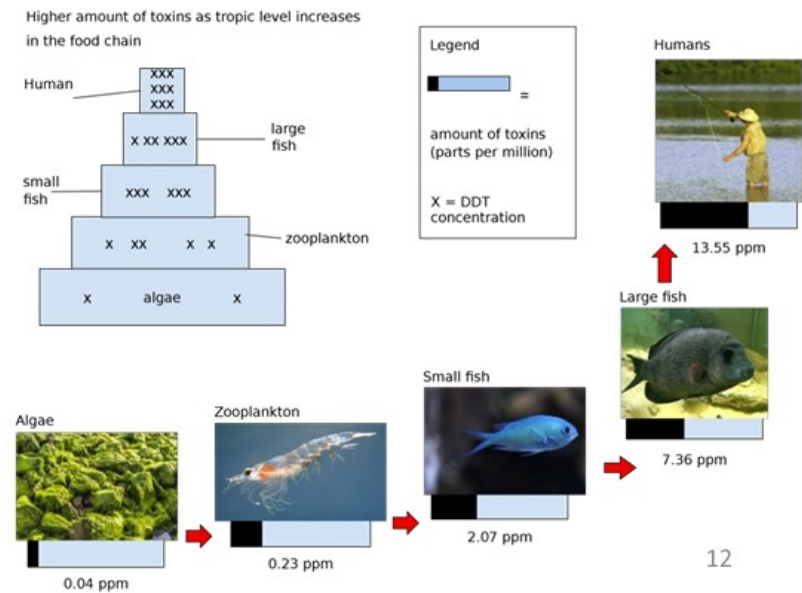 Higher amount of toxins as tropic level increases
in the food chain
Human
XXX
XXX
XXX
x xx xxx
large
fish
small
fish
xxx xxx
x xx x x
zooplankton
x algae x
Legend
=
amount of toxins
(parts per million)
X = DDT
concentration
Humans
13.55 ppm
Large fish
7.36 ppm
Small fish
2.07 ppm
Zooplankton
0.23 ppm
Algae
0.04 ppm
12